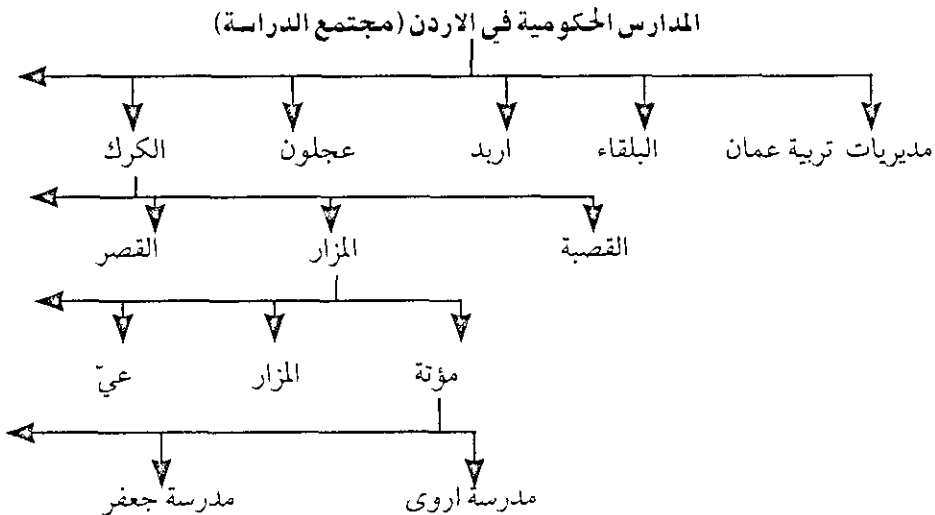 المدارس الحكومية في الاردن (مجتمع الدراسة)
مديريات تربية عمان البلقاء اربد عجلون الكرك
القصبة المزار القصر
مؤتة المزار عيّ
مدرسة اروى مدرسة جعفر